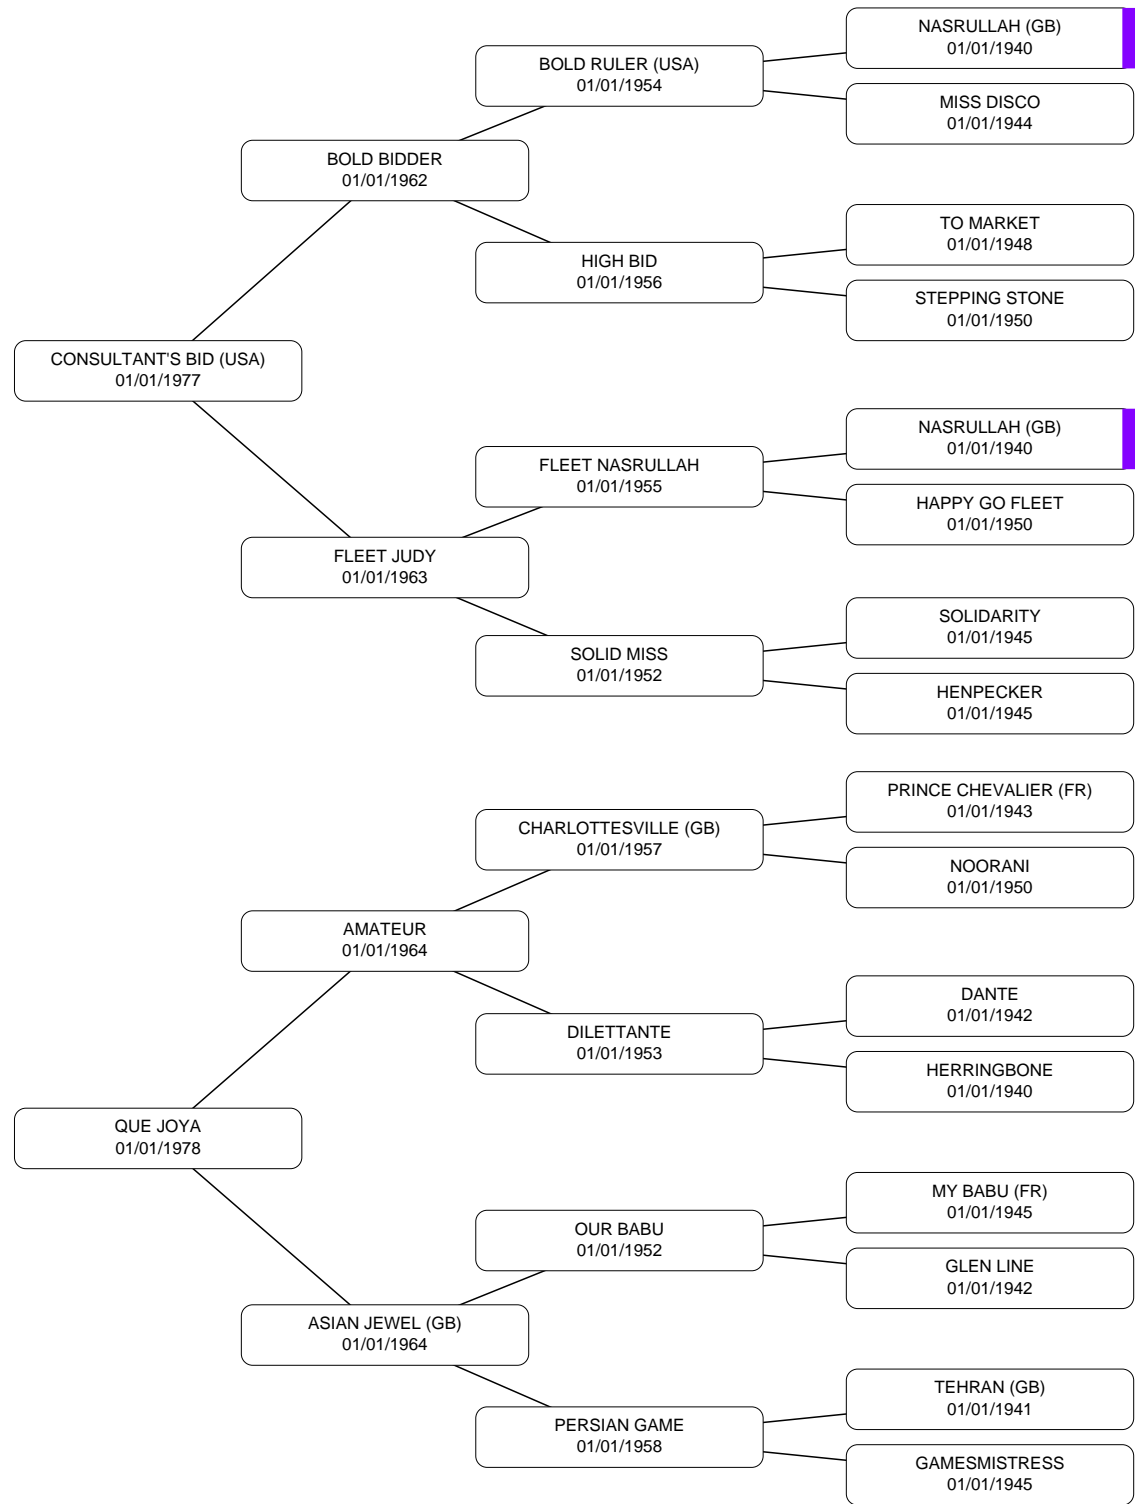 NASRULLAH (GB)
01/01/1940
BOLD RULER (USA)
01/01/1954
MISS DISCO
01/01/1944
BOLD BIDDER
01/01/1962
TO MARKET
01/01/1948
HIGH BID
01/01/1956
STEPPING STONE
01/01/1950
CONSULTANT'S BID (USA)
01/01/1977
NASRULLAH (GB)
01/01/1940
FLEET NASRULLAH
01/01/1955
HAPPY GO FLEET
01/01/1950
FLEET JUDY
01/01/1963
SOLIDARITY
01/01/1945
SOLID MISS
01/01/1952
HENPECKER
01/01/1945
PRINCE CHEVALIER (FR)
01/01/1943
CHARLOTTESVILLE (GB)
01/01/1957
NOORANI
01/01/1950
AMATEUR
01/01/1964
DANTE
01/01/1942
DILETTANTE
01/01/1953
HERRINGBONE
01/01/1940
QUE JOYA
01/01/1978
MY BABU (FR)
01/01/1945
OUR BABU
01/01/1952
GLEN LINE
01/01/1942
ASIAN JEWEL (GB)
01/01/1964
TEHRAN (GB)
01/01/1941
PERSIAN GAME
01/01/1958
GAMESMISTRESS
01/01/1945